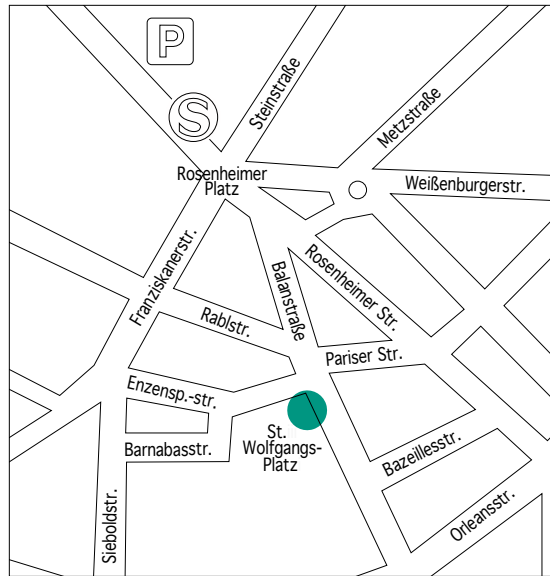 P
S
Steinstraße
Metzstraße
Rosenheimer
Platz
Weißenburgerstr.
Franziskanerstr.
Balanstraße
Rosenheimer Str.
Rablstr.
Pariser Str.
Enzensp.-str.
St.
Wolfgangs-
Platz
Barnabasstr.
Bazeillesstr.
Sieboldstr.
Orleansstr.